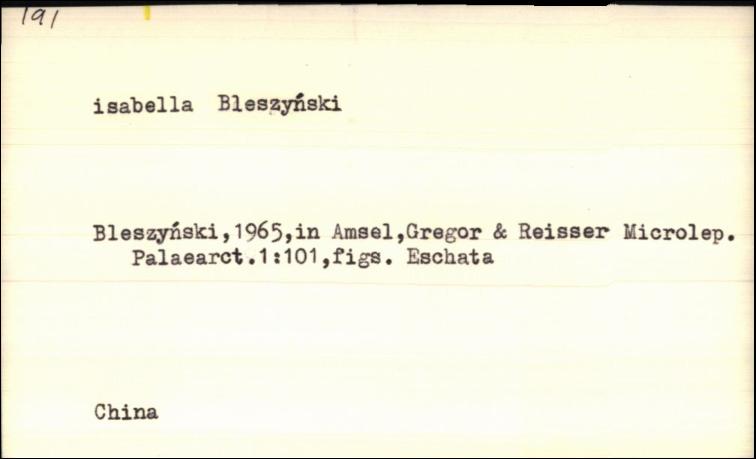 191
isabella Bleszyński
Bleszyński,1965,in Amsel,Gregor & Reisser Microlep.
Palaearct.1:101,figs. Eschata
China